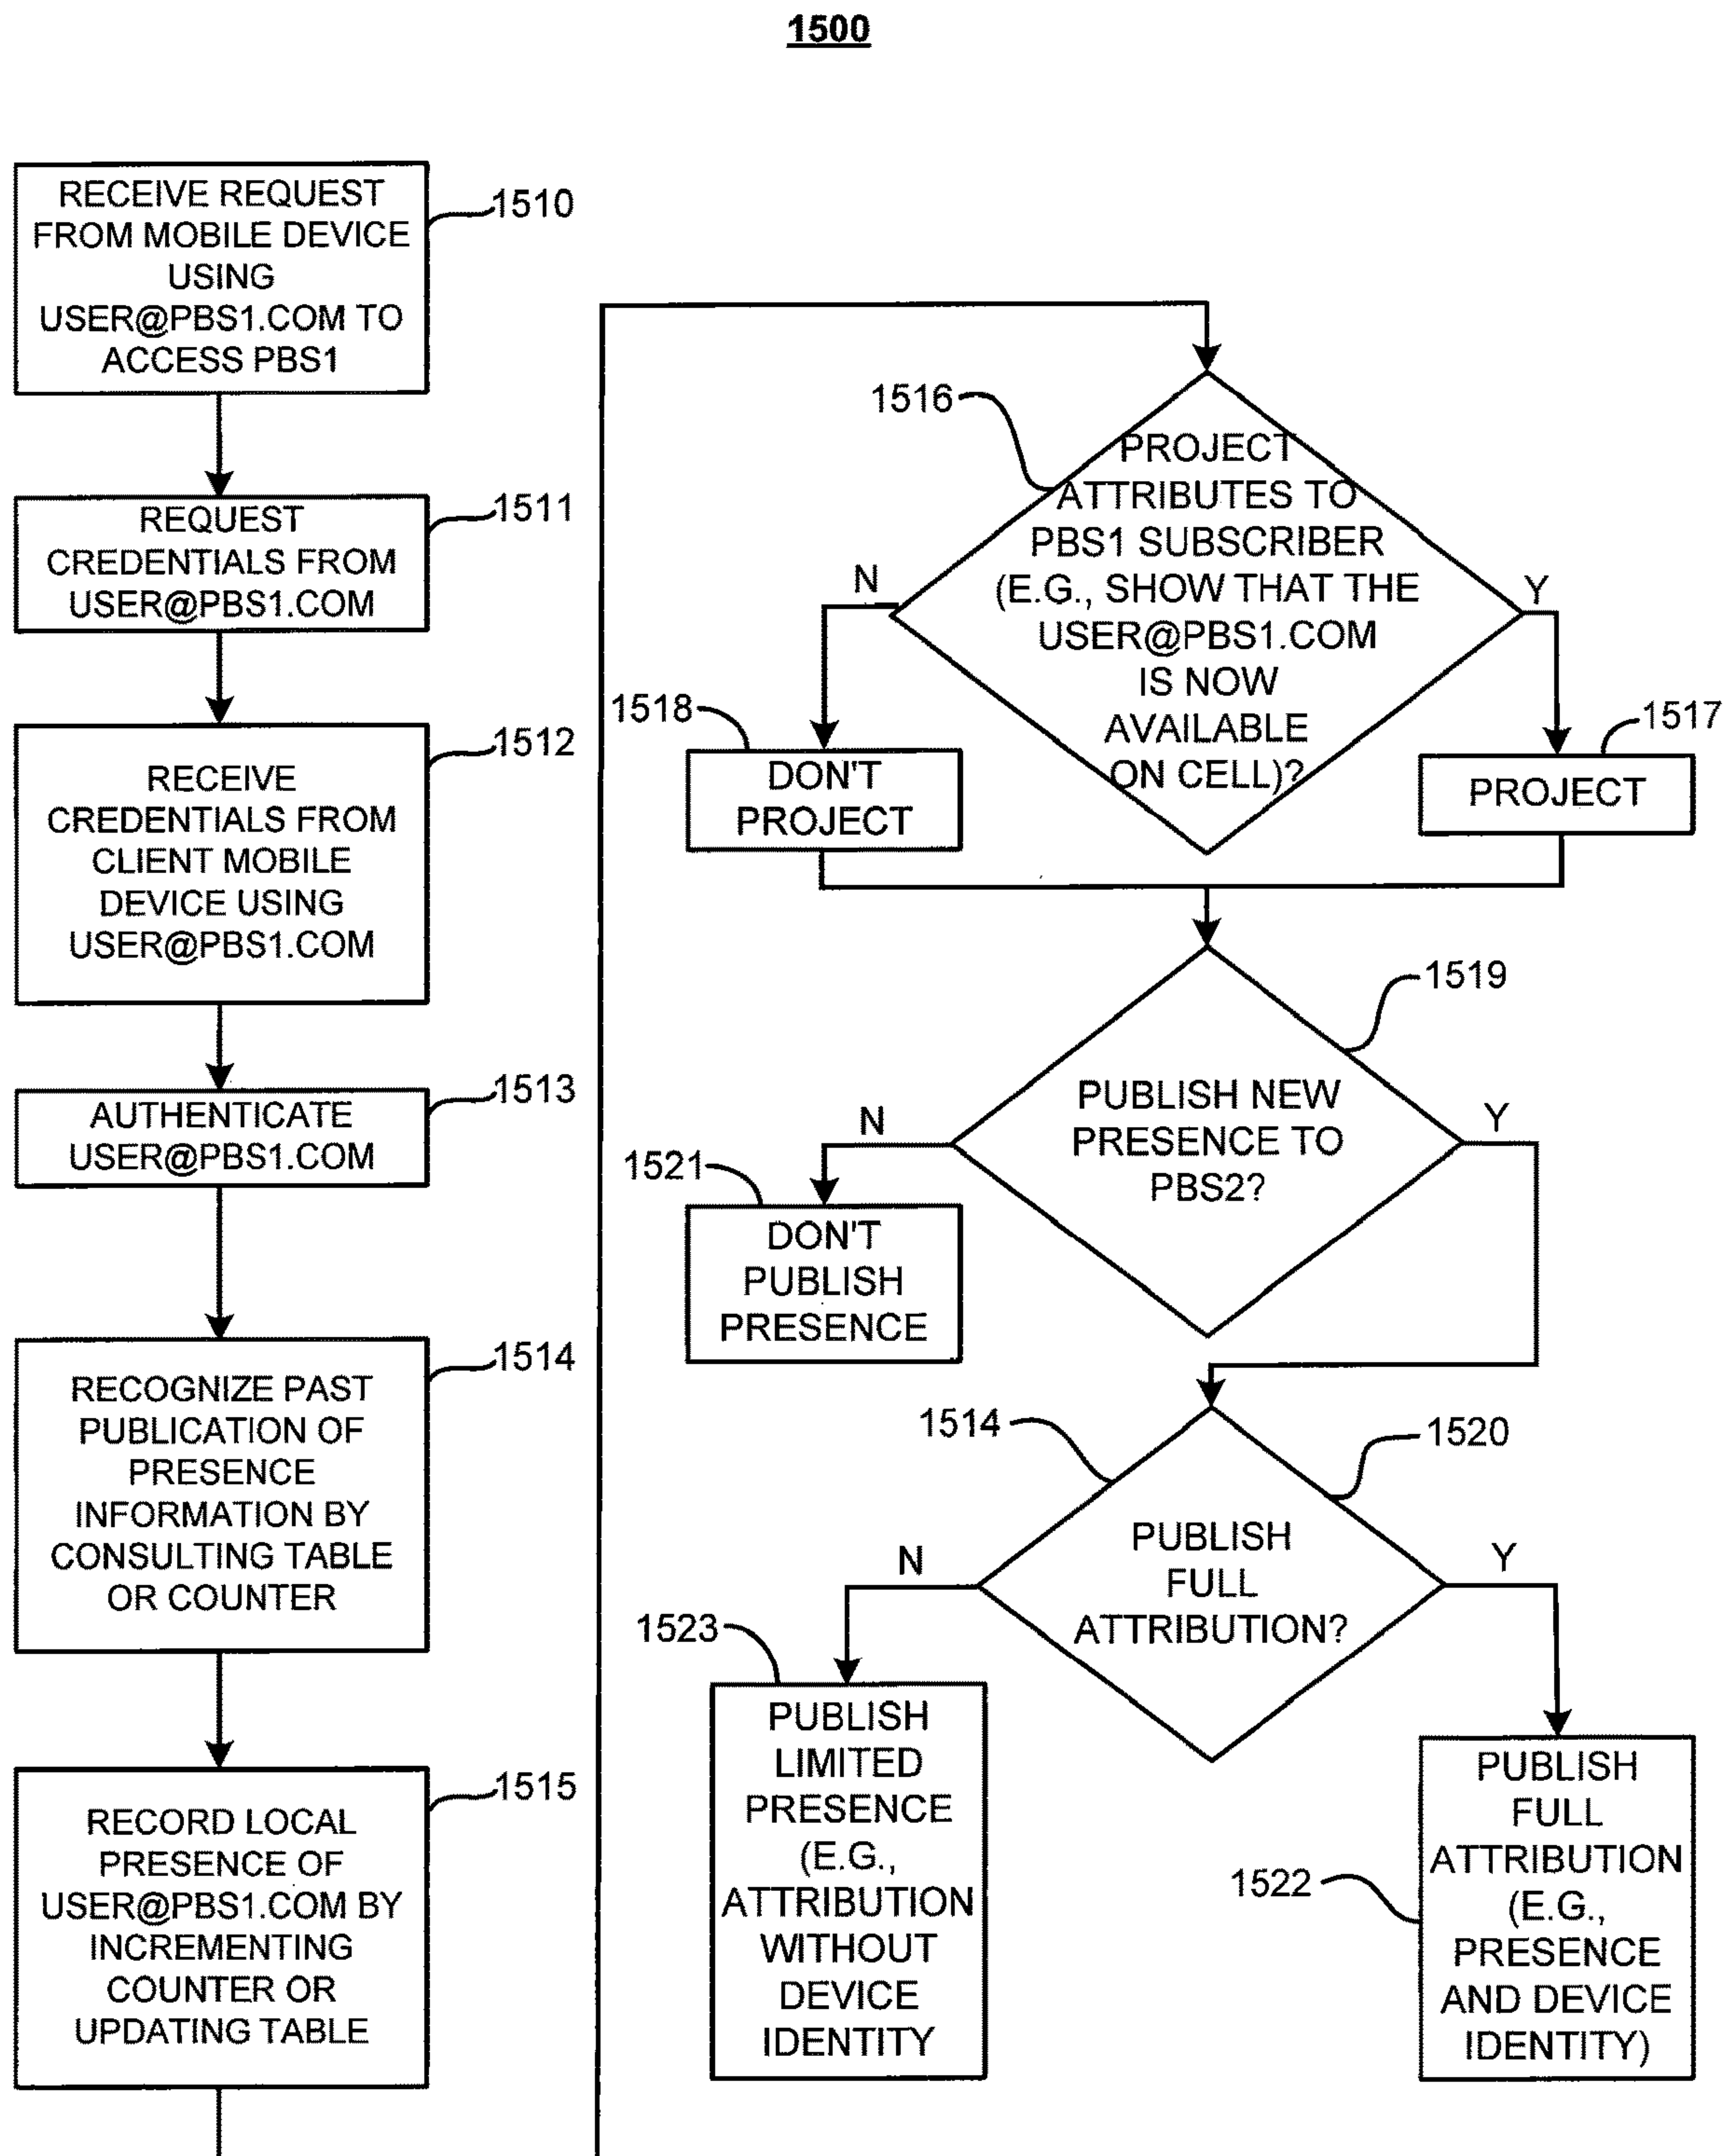 1500
RECEIVE REQUEST
FROM MOBILE DEVICE
USING
USER@PBS1.COM TO
ACCESS PBS1
1510
REQUEST
CREDENTIALS FROM
USER@PBS1.COM
1511
RECEIVE
CREDENTIALS FROM
CLIENT MOBILE
DEVICE USING
USER@PBS1.COM
1512
AUTHENTICATE
USER@PBS1.COM
1513
RECOGNIZE PAST
PUBLICATION OF
PRESENCE
INFORMATION BY
CONSULTING TABLE
OR COUNTER
1514
RECORD LOCAL
PRESENCE OF
USER@PBS1.COM BY
INCREMENTING
COUNTER OR
UPDATING TABLE
1515
1516
PROJECT
ATTRIBUTES TO
PBS1 SUBSCRIBER
(E.G., SHOW THAT THE
USER@PBS1.COM
IS NOW
AVAILABLE
ON CELL)?
N
Y
1518
DON'T
PROJECT
1517
PROJECT
1519
PUBLISH NEW
PRESENCE TO
PBS2?
N
Y
1521
DON'T
PUBLISH
PRESENCE
1514
1520
PUBLISH
FULL
ATTRIBUTION?
N
Y
1523
PUBLISH
LIMITED
PRESENCE
(E.G.,
ATTRIBUTION
WITHOUT
DEVICE
IDENTITY
1522
PUBLISH
FULL
ATTRIBUTION
(E.G.,
PRESENCE
AND DEVICE
IDENTITY)